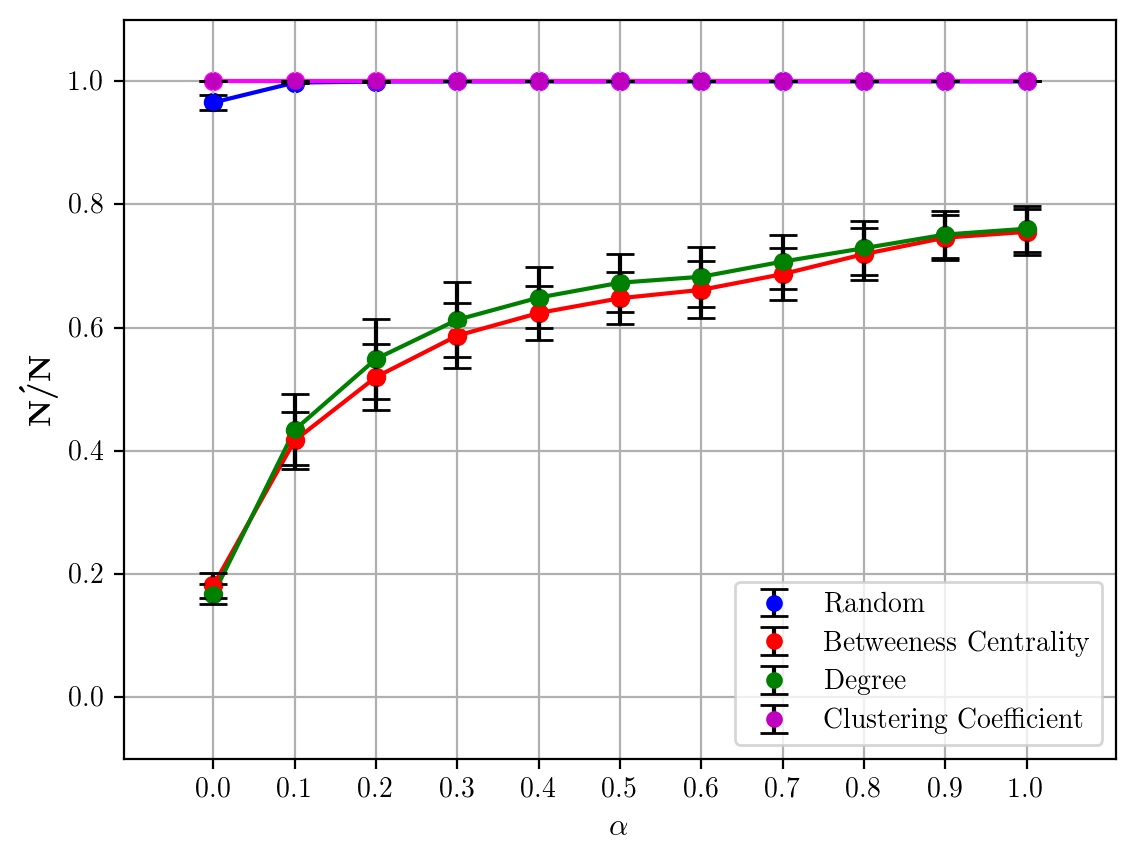 1.0
0.8
0.6
0.4
0.2
0.0
Ń/N
Random
Betweeness Centrality
Degree
Clustering Coefficient
0.0 0.1 0.2 0.3 0.4 0.5 0.6 0.7 0.8 0.9 1.0
α